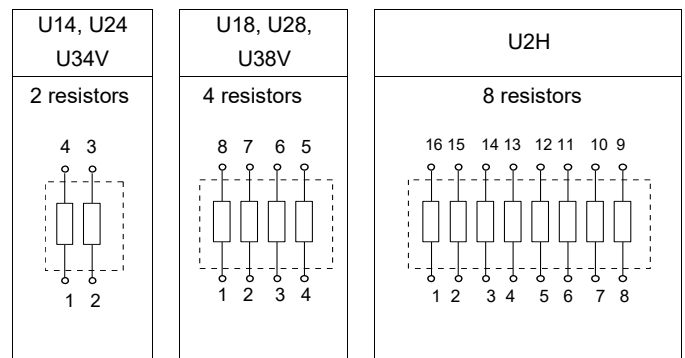 U14, U24
U34V
2 resistors
4 3
1 2
U18, U28,
U38V
4 resistors
8 7 6 5
1 2 3 4
U2H
8 resistors
16 15 14 13 12 11 10 9
1 2 3 4 5 6 7 8